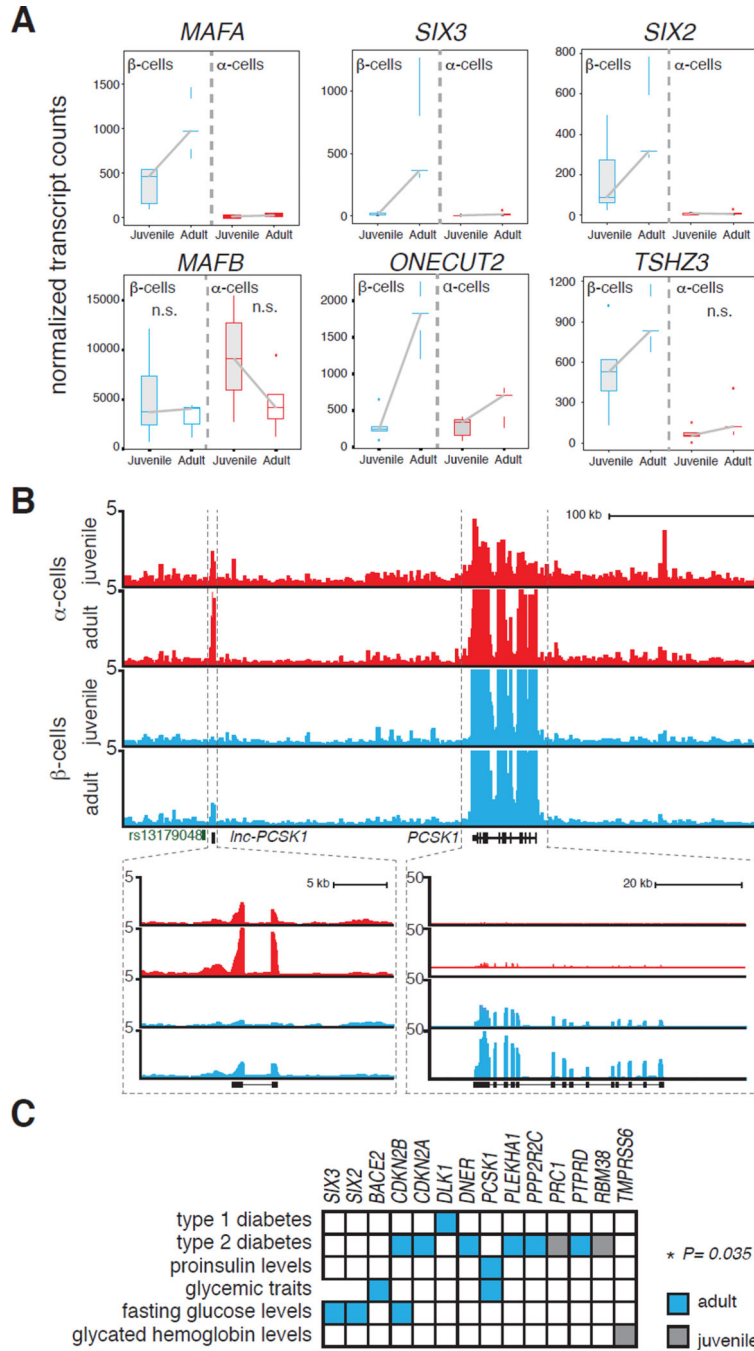 A
MAFA
SIX3
SIX2
normalized transcript counts
β-cells
α-cells
1500
1000
500
0
Juvenile Adult Juvenile Adult
β-cells
α-cells
1000
500
0
Juvenile Adult Juvenile Adult
800
β-cells
α-cells
600
400
200
0
Juvenile Adult Juvenile Adult
MAFB
ONECUT2
TSHZ3
15000
β-cells
α-cells
n.s.
n.s.
10000
5000
0
Juvenile Adult Juvenile Adult
β-cells
α-cells
2000
1500
1000
500
0
Juvenile Adult Juvenile Adult
1200
β-cells
α-cells
n.s.
900
600
300
0
Juvenile Adult Juvenile Adult
B
5
100 kb
α-cells
juvenile
5
adult
5
β-cells
juvenile
5
adult
rs13179048
lnc-PCSK1
PCSK1
5
5 kb
5
5
5
50
20 kb
50
50
50
C
SIX3
SIX2
BACE2
CDKN2B
CDKN2A
DLK1
DNER
PCSK1
PLEKHA1
PPP2R2C
PRC1
PTPRD
RBM38
TMPRSS6
type 1 diabetes
type 2 diabetes
proinsulin levels
glycemic traits
fasting glucose levels
glycated hemoglobin levels
* P= 0.035
adult
juvenile